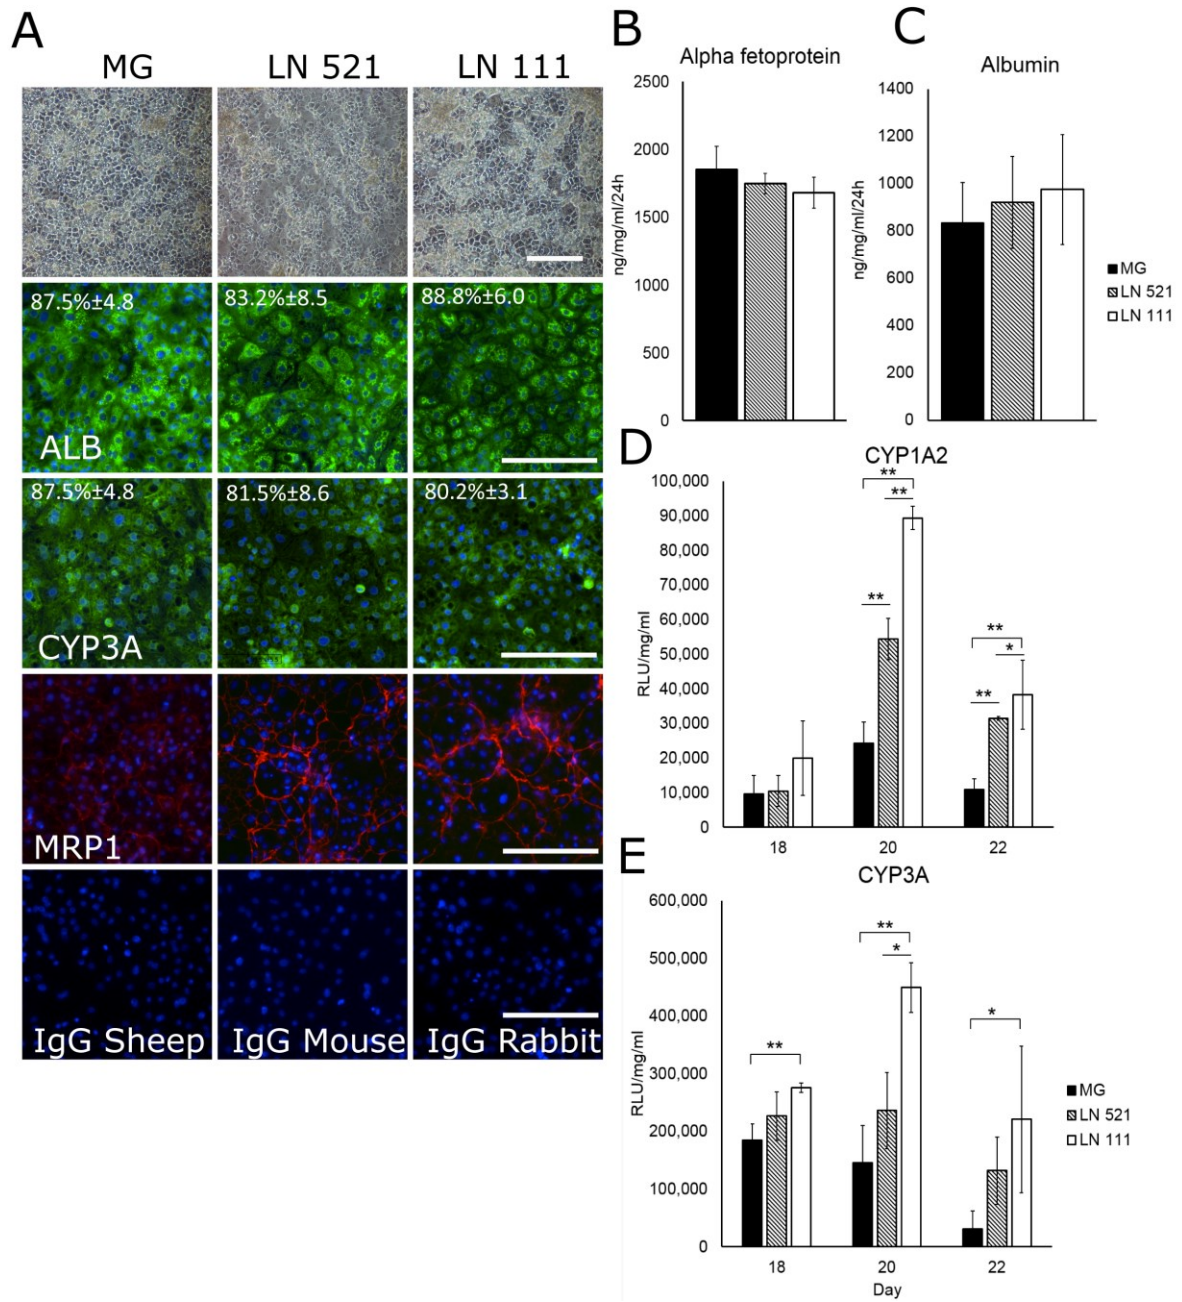 A
MG
LN 521
LN 111
87.5%±4.8
83.2%±8.5
88.8%±6.0
ALB
87.5%±4.8
81.5%±8.6
80.2%±3.1
CYP3A
MRP1
IgG Sheep
IgG Mouse
IgG Rabbit
B
Alpha fetoprotein
ng/mg/ml/24h
2500
2000
1500
1000
500
0
C
Albumin
ng/mg/ml/24h
1400
1200
1000
800
600
400
200
0
MG
LN 521
LN 111
D
CYP1A2
RLU/mg/ml
100,000
90,000
80,000
70,000
60,000
50,000
40,000
30,000
20,000
10,000
0
**
**
**
**
*
**
18
20
22
E
CYP3A
RLU/mg/ml
600,000
500,000
400,000
300,000
200,000
100,000
0
**
**
*
*
18
20
22
Day
MG
LN 521
LN 111